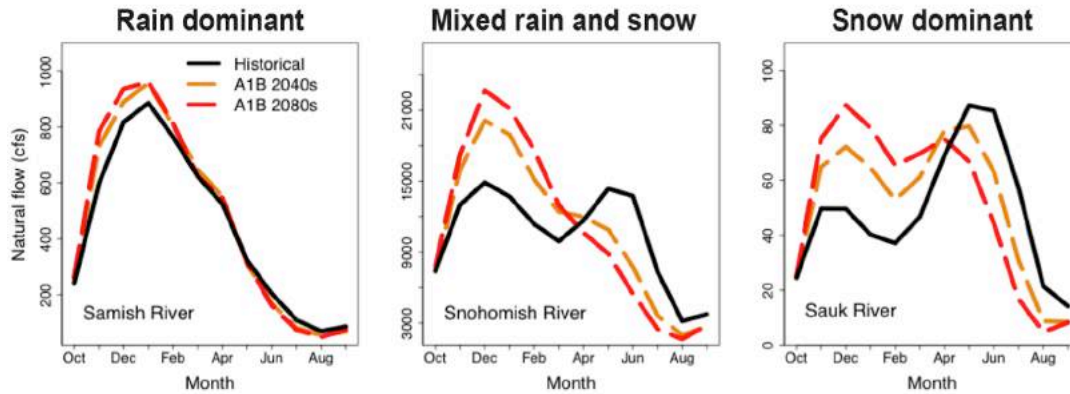 Rain dominant
Mixed rain and snow
Snow dominant
Historical
A1B 2040s
A1B 2080s
Natural flow (cfs)
1000
800
600
400
200
Samish River
Oct Dec Feb Apr Jun Aug
Month
21000
15000
9000
3000
Snohomish River
Oct Dec Feb Apr Jun Aug
Month
100
80
60
40
20
0
Sauk River
Oct Dec Feb Apr Jun Aug
Month